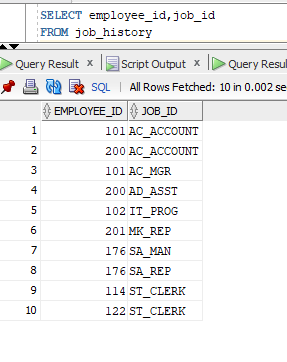 SELECT employee_id,job_id
FROM job_history
Query Result × Script Output × Query Result
SQL | All Rows Fetched: 10 in 0.002 se
EMPLOYEE_ID JOB_ID
1 101 AC_ACCOUNT
2 200 AC_ACCOUNT
3 101 AC_MGR
4 200 AD_ASST
5 102 IT_PROG
6 201 MK_REP
7 176 SA_MAN
8 176 SA_REP
9 114 ST_CLERK
10 122 ST_CLERK